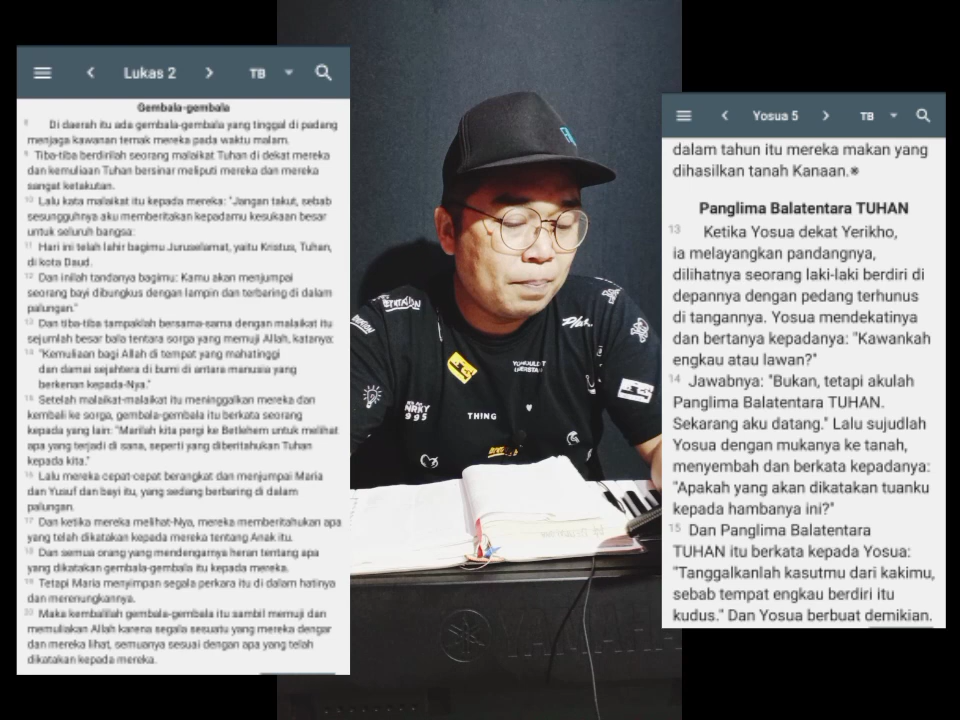 Lukas 2
TB
Gembala-gembala
8 Di daerah itu ada gembala-gembala yang tinggal di padang
menjaga kawanan ternak mereka pada waktu malam.
9 Tiba-tiba berdirilah seorang malaikat Tuhan di dekat mereka
dan kemuliaan Tuhan bersinar meliputi mereka dan mereka
sangat ketakutan.
10 Lalu kata malaikat itu kepada mereka: "Jangan takut, sebab
sesungguhnya aku memberitakan kepadamu kesukaan besar
untuk seluruh bangsa:
11 Hari ini telah lahir bagimu Juruselamat, yaitu Kristus, Tuhan,
di kota Daud.
12 Dan inilah tandanya bagimu: Kamu akan menjumpai
seorang bayi dibungkus dengan lampin dan terbaring di dalam
palungan."
13 Dan tiba-tiba tampaklah bersama-sama dengan malaikat itu
sejumlah besar bala tentara sorga yang memuji Allah, katanya:
14 "Kemuliaan bagi Allah di tempat yang mahatinggi
dan damai sejahtera di bumi di antara manusia yang
berkenan kepada-Nya."
15 Setelah malaikat-malaikat itu meninggalkan mereka dan
kembali ke sorga, gembala-gembala itu berkata seorang
kepada yang lain: "Marilah kita pergi ke Betlehem untuk melihat
apa yang terjadi di sana, seperti yang diberitahukan Tuhan
kepada kita."
16 Lalu mereka cepat-cepat berangkat dan menjumpai Maria
dan Yusuf dan bayi itu, yang sedang berbaring di dalam
palungan.
17 Dan ketika mereka melihat-Nya, mereka memberitahukan apa
yang telah dikatakan kepada mereka tentang Anak itu.
18 Dan semua orang yang mendengarnya heran tentang apa
yang dikatakan gembala-gembala itu kepada mereka.
19 Tetapi Maria menyimpan segala perkara itu di dalam hatinya
dan merenungkannya.
20 Maka kembalilah gembala-gembala itu sambil memuji dan
memuliakan Allah karena segala sesuatu yang mereka dengar
dan mereka lihat, semuanya sesuai dengan apa yang telah
dikatakan kepada mereka.
THING
YAMAHA
Yosua 5
TB
dalam tahun itu mereka makan yang
dihasilkan tanah Kanaan.※
Panglima Balatentara TUHAN
13 Ketika Yosua dekat Yerikho,
ia melayangkan pandangnya,
dilihatnya seorang laki-laki berdiri di
depannya dengan pedang terhunus
di tangannya. Yosua mendekatinya
dan bertanya kepadanya: "Kawankah
engkau atau lawan?"
14 Jawabnya: "Bukan, tetapi akulah
Panglima Balatentara TUHAN.
Sekarang aku datang." Lalu sujudlah
Yosua dengan mukanya ke tanah,
menyembah dan berkata kepadanya:
"Apakah yang akan dikatakan tuanku
kepada hambanya ini?"
15 Dan Panglima Balatentara
TUHAN itu berkata kepada Yosua:
"Tanggalkanlah kasutmu dari kakimu,
sebab tempat engkau berdiri itu
kudus." Dan Yosua berbuat demikian.